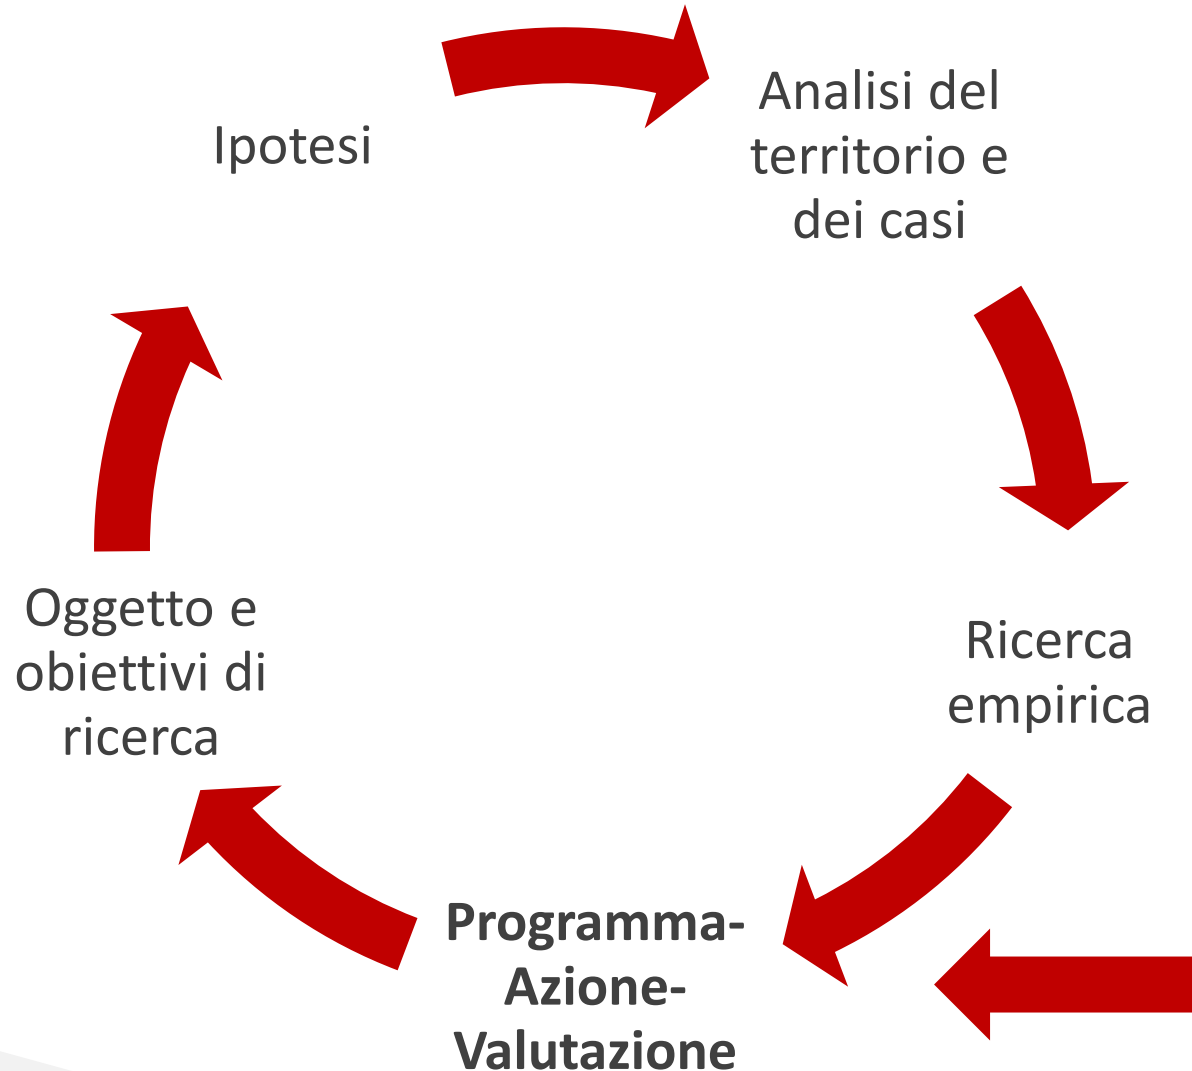 Ipotesi
Analisi del
territorio e
dei casi
Ricerca
empirica
Programma-
Azione-
Valutazione
Oggetto e
obiettivi di
ricerca